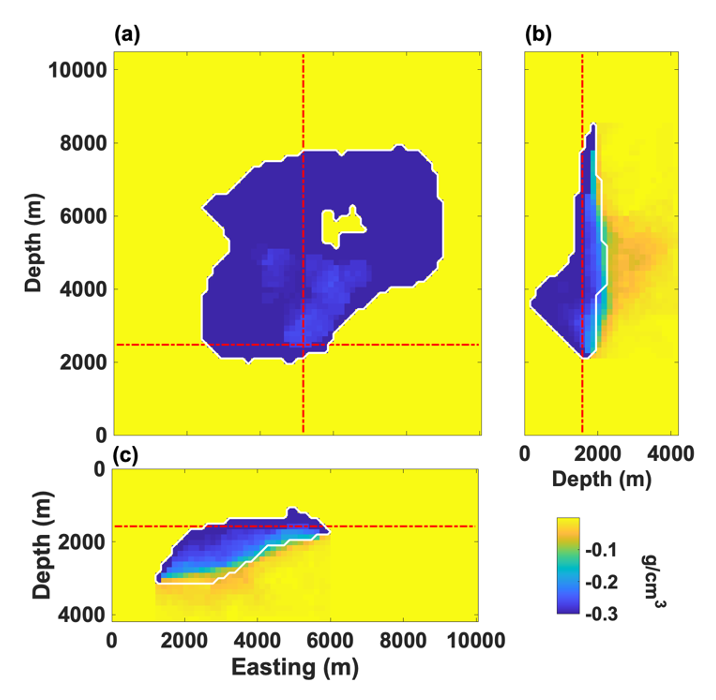 (a)
(b)
10000
8000
6000
4000
2000
0
Depth (m)
0 2000 4000
Depth (m)
(c)
0
2000
4000
Depth (m)
0 2000 4000 6000 8000 10000
Easting (m)
-0.1
-0.2
-0.3
g/cm³